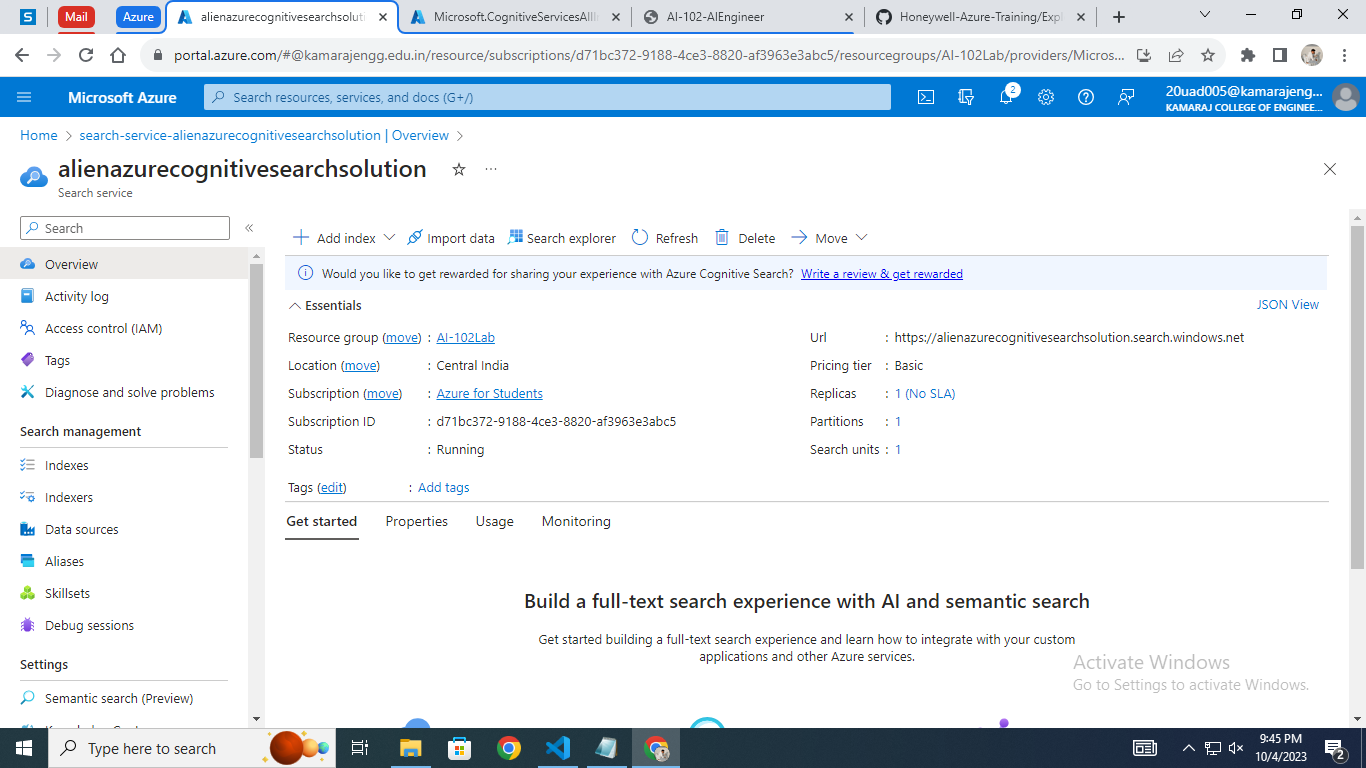 S
Mail
Azure
alienazurecognitivesearchsoluti
Microsoft.CognitiveServicesAllIn
AI-102-AIEngineer
Honeywell-Azure-Training/Expl
portal.azure.com/#@kamarajengg.edu.in/resource/subscriptions/d71bc372-9188-4ce3-8820-af3963e3abc5/resourcegroups/AI-102Lab/providers/Micros...
Microsoft Azure
Search resources, services, and docs (G+/)
2
20uad005@kamarajeng...
KAMARAJ COLLEGE OF ENGINEE...
Home > search-service-alienazurecognitivesearchsolution | Overview >
alienazurecognitivesearchsolution
Search service
Search
Overview
Activity log
Access control (IAM)
Tags
Diagnose and solve problems
Search management
Indexes
Indexers
Data sources
Aliases
Skillsets
Debug sessions
Settings
Semantic search (Preview)
Add index Import data Search explorer Refresh Delete Move
Would you like to get rewarded for sharing your experience with Azure Cognitive Search? Write a review & get rewarded
Essentials
JSON View
Resource group (move) : AI-102Lab
Location (move) : Central India
Subscription (move) : Azure for Students
Subscription ID : d71bc372-9188-4ce3-8820-af3963e3abc5
Status : Running
Url : https://alienazurecognitivesearchsolution.search.windows.net
Pricing tier : Basic
Replicas : 1 (No SLA)
Partitions : 1
Search units : 1
Tags (edit) : Add tags
Get started Properties Usage Monitoring
Build a full-text search experience with AI and semantic search
Get started building a full-text search experience and learn how to integrate with your custom
applications and other Azure services.
Activate Windows
Go to Settings to activate Windows.
Type here to search
9:45 PM
10/4/2023
2